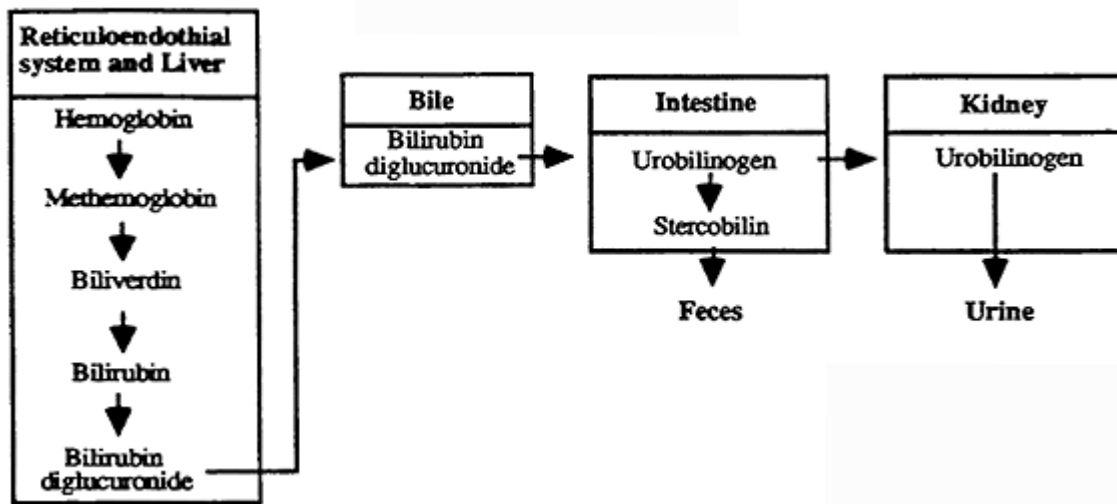 Reticuloendothial
system and Liver
Hemoglobin
Methemoglobin
Biliverdin
Bilirubin
Bilirubin
diglucuronide
Bile
Bilirubin
diglucuronide
Intestine
Urobilinogen
Stercobilin
Feces
Kidney
Urobilinogen
Urine